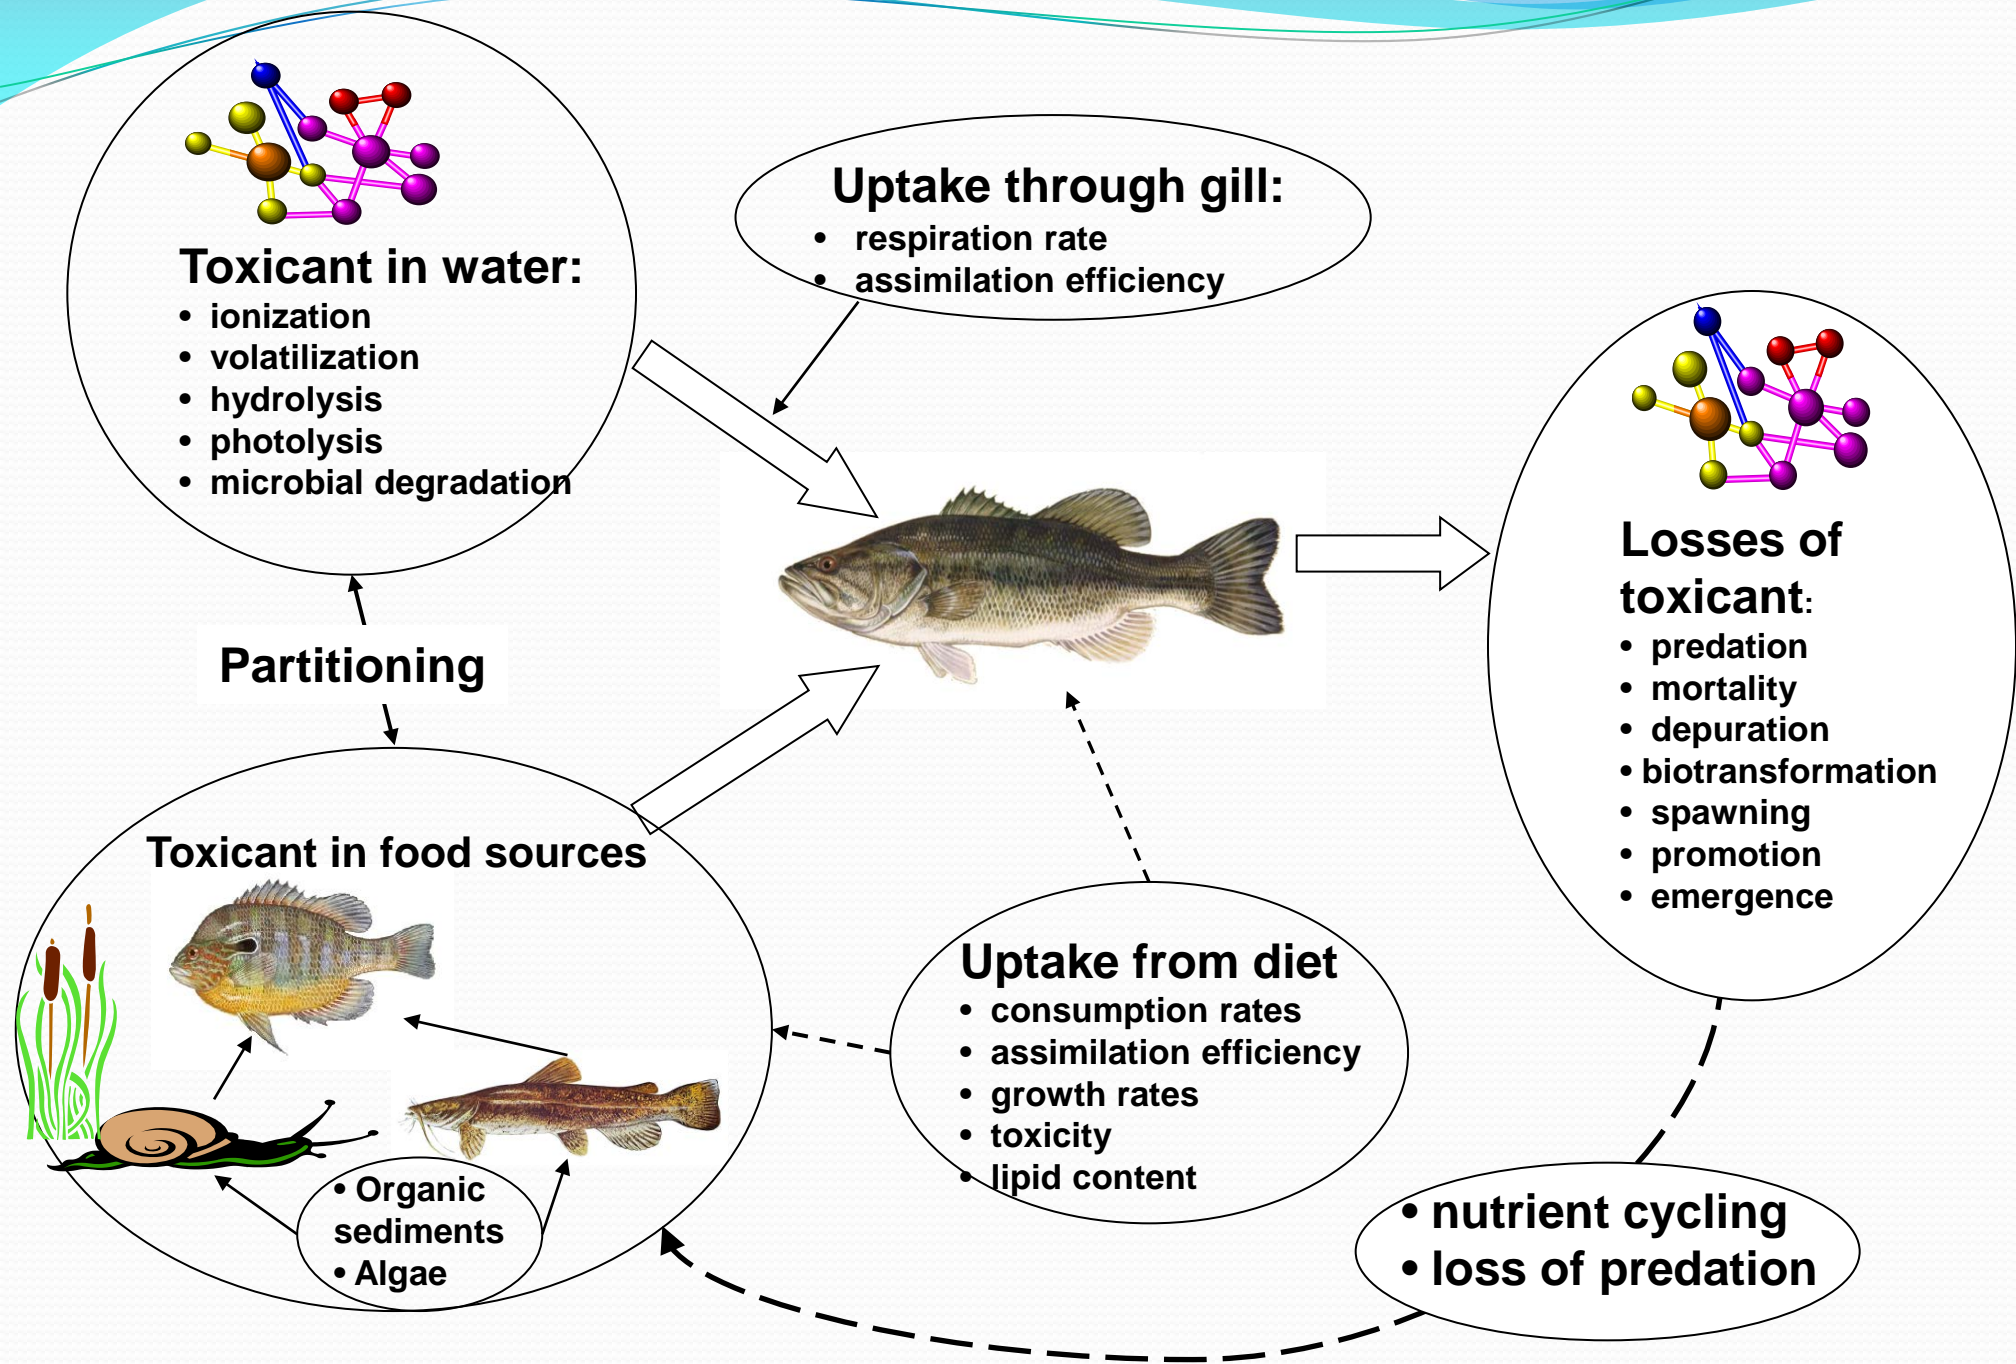 Toxicant in water:
• ionization
• volatilization
• hydrolysis
• photolysis
• microbial degradation
Uptake through gill:
• respiration rate
• assimilation efficiency
Losses of
toxicant:
• predation
• mortality
• depuration
• biotransformation
• spawning
• promotion
• emergence
Partitioning
Toxicant in food sources
• Organic
sediments
• Algae
Uptake from diet
• consumption rates
• assimilation efficiency
• growth rates
• toxicity
• lipid content
• nutrient cycling
• loss of predation